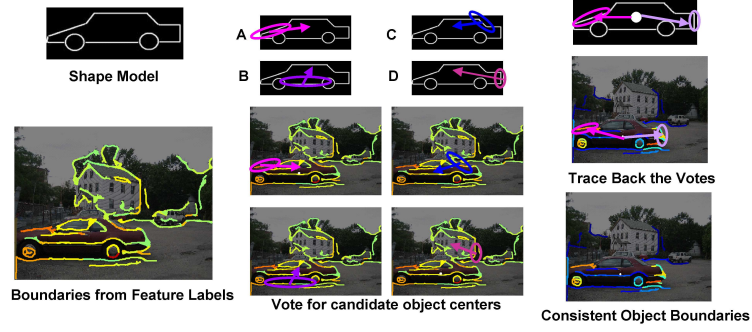 A
C
Shape Model
B
D
Trace Back the Votes
Boundaries from Feature Labels
Vote for candidate object centers
Consistent Object Boundaries